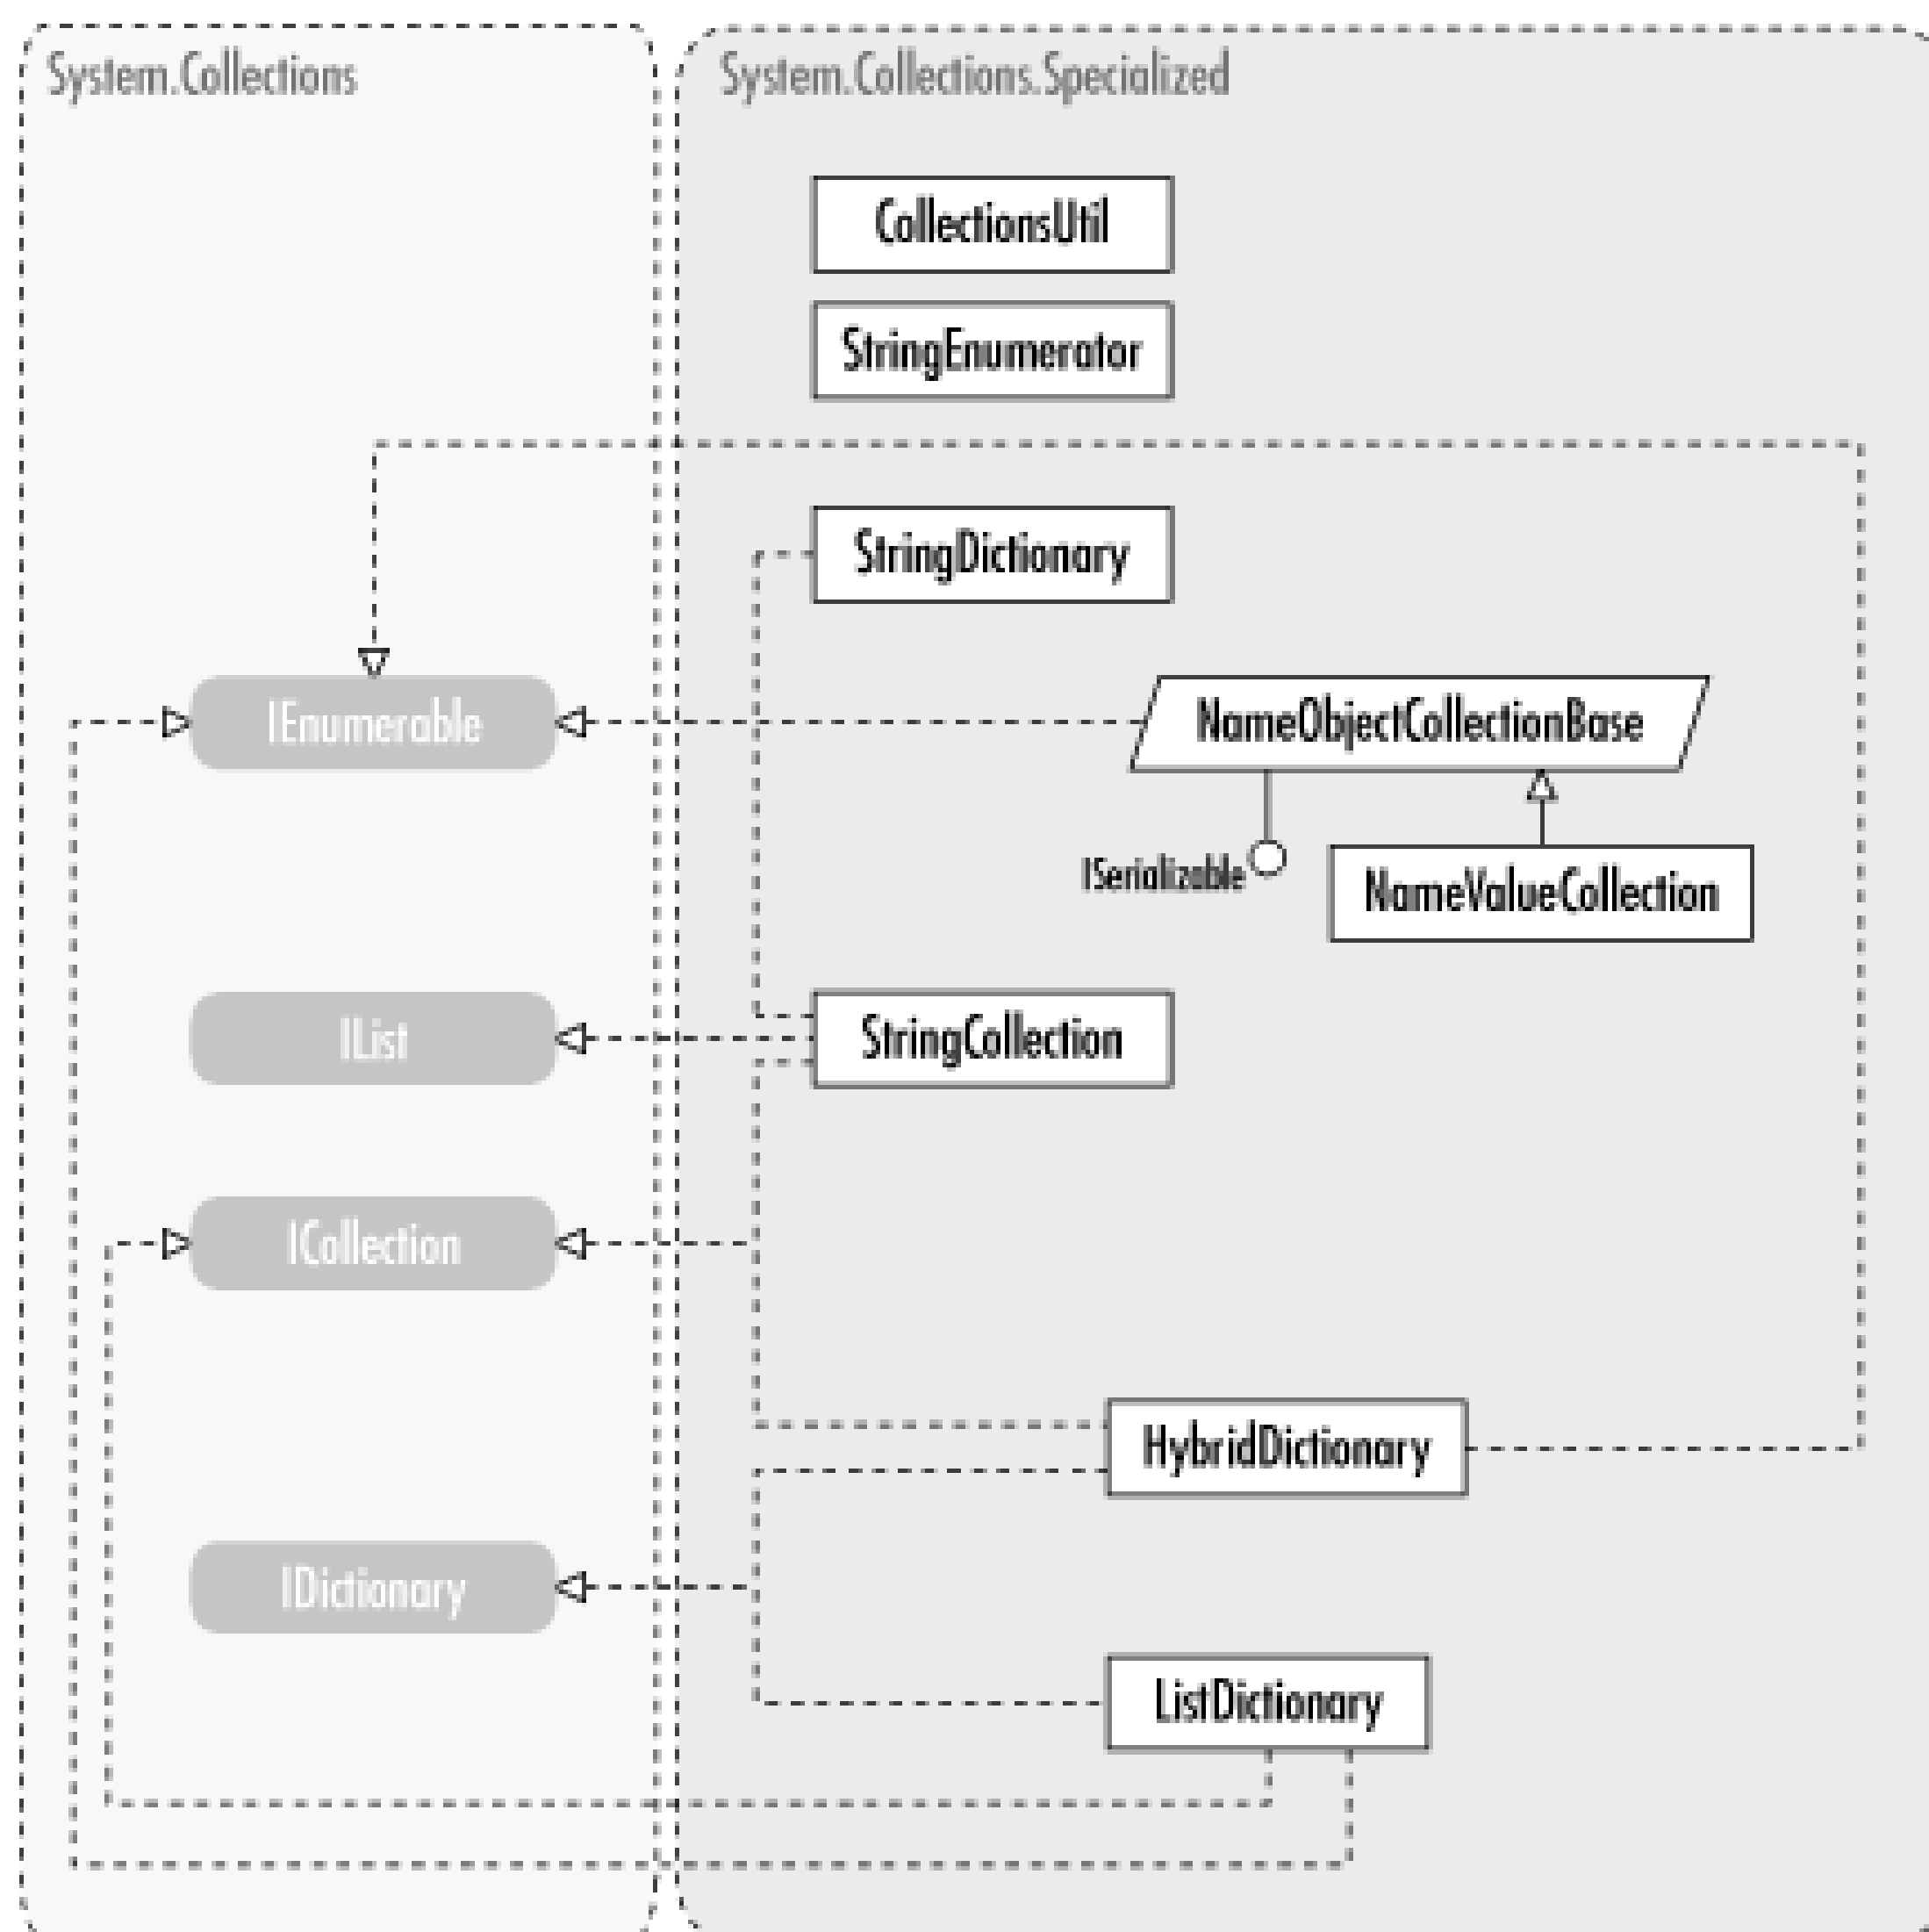 System.Collections
System.Collections.Specialized
CollectionsUtil
StringEnumerator
StringDictionary
IEnumerable
NameObjectCollectionBase
ISerializable
NameValueCollection
IList
StringCollection
ICollection
HybridDictionary
IDictionary
ListDictionary